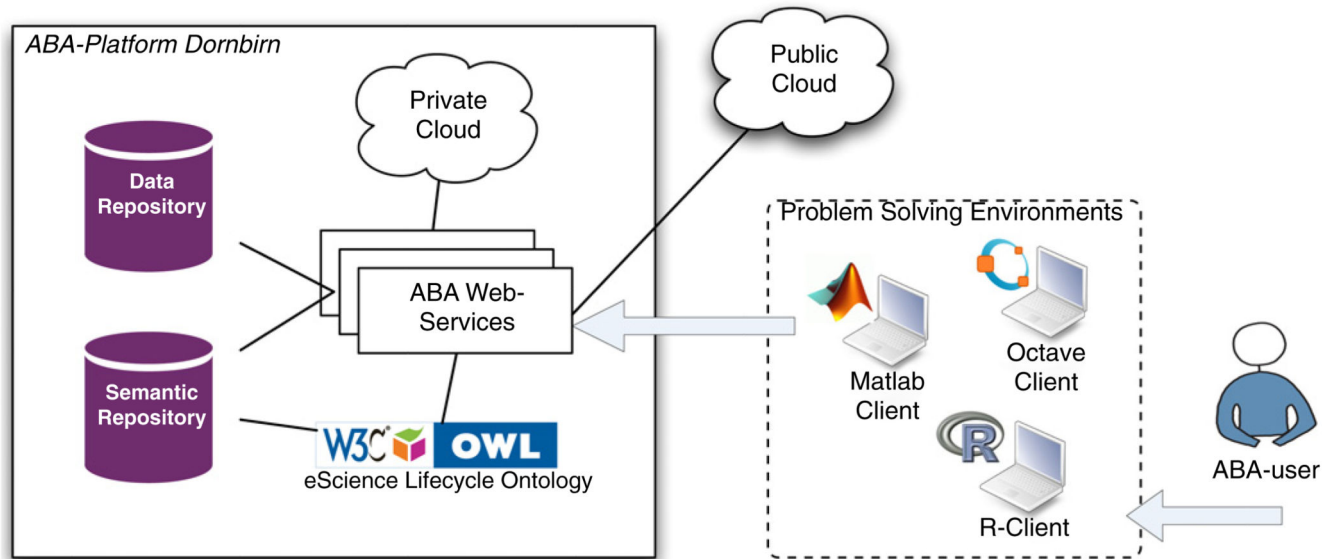 ABA-Platform Dornbirn
Private
Cloud
Public
Cloud
Data
Repository
ABA Web-
Services
Semantic
Repository
W3C
OWL
eScience Lifecycle Ontology
Problem Solving Environments
Matlab
Client
Octave
Client
R
R-Client
ABA-user